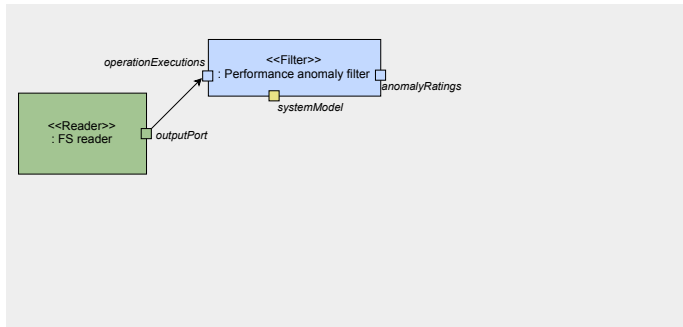 operationExecutions
<<Filter>>
: Performance anomaly filter
anomalyRatings
systemModel
<<Reader>>
: FS reader
outputPort